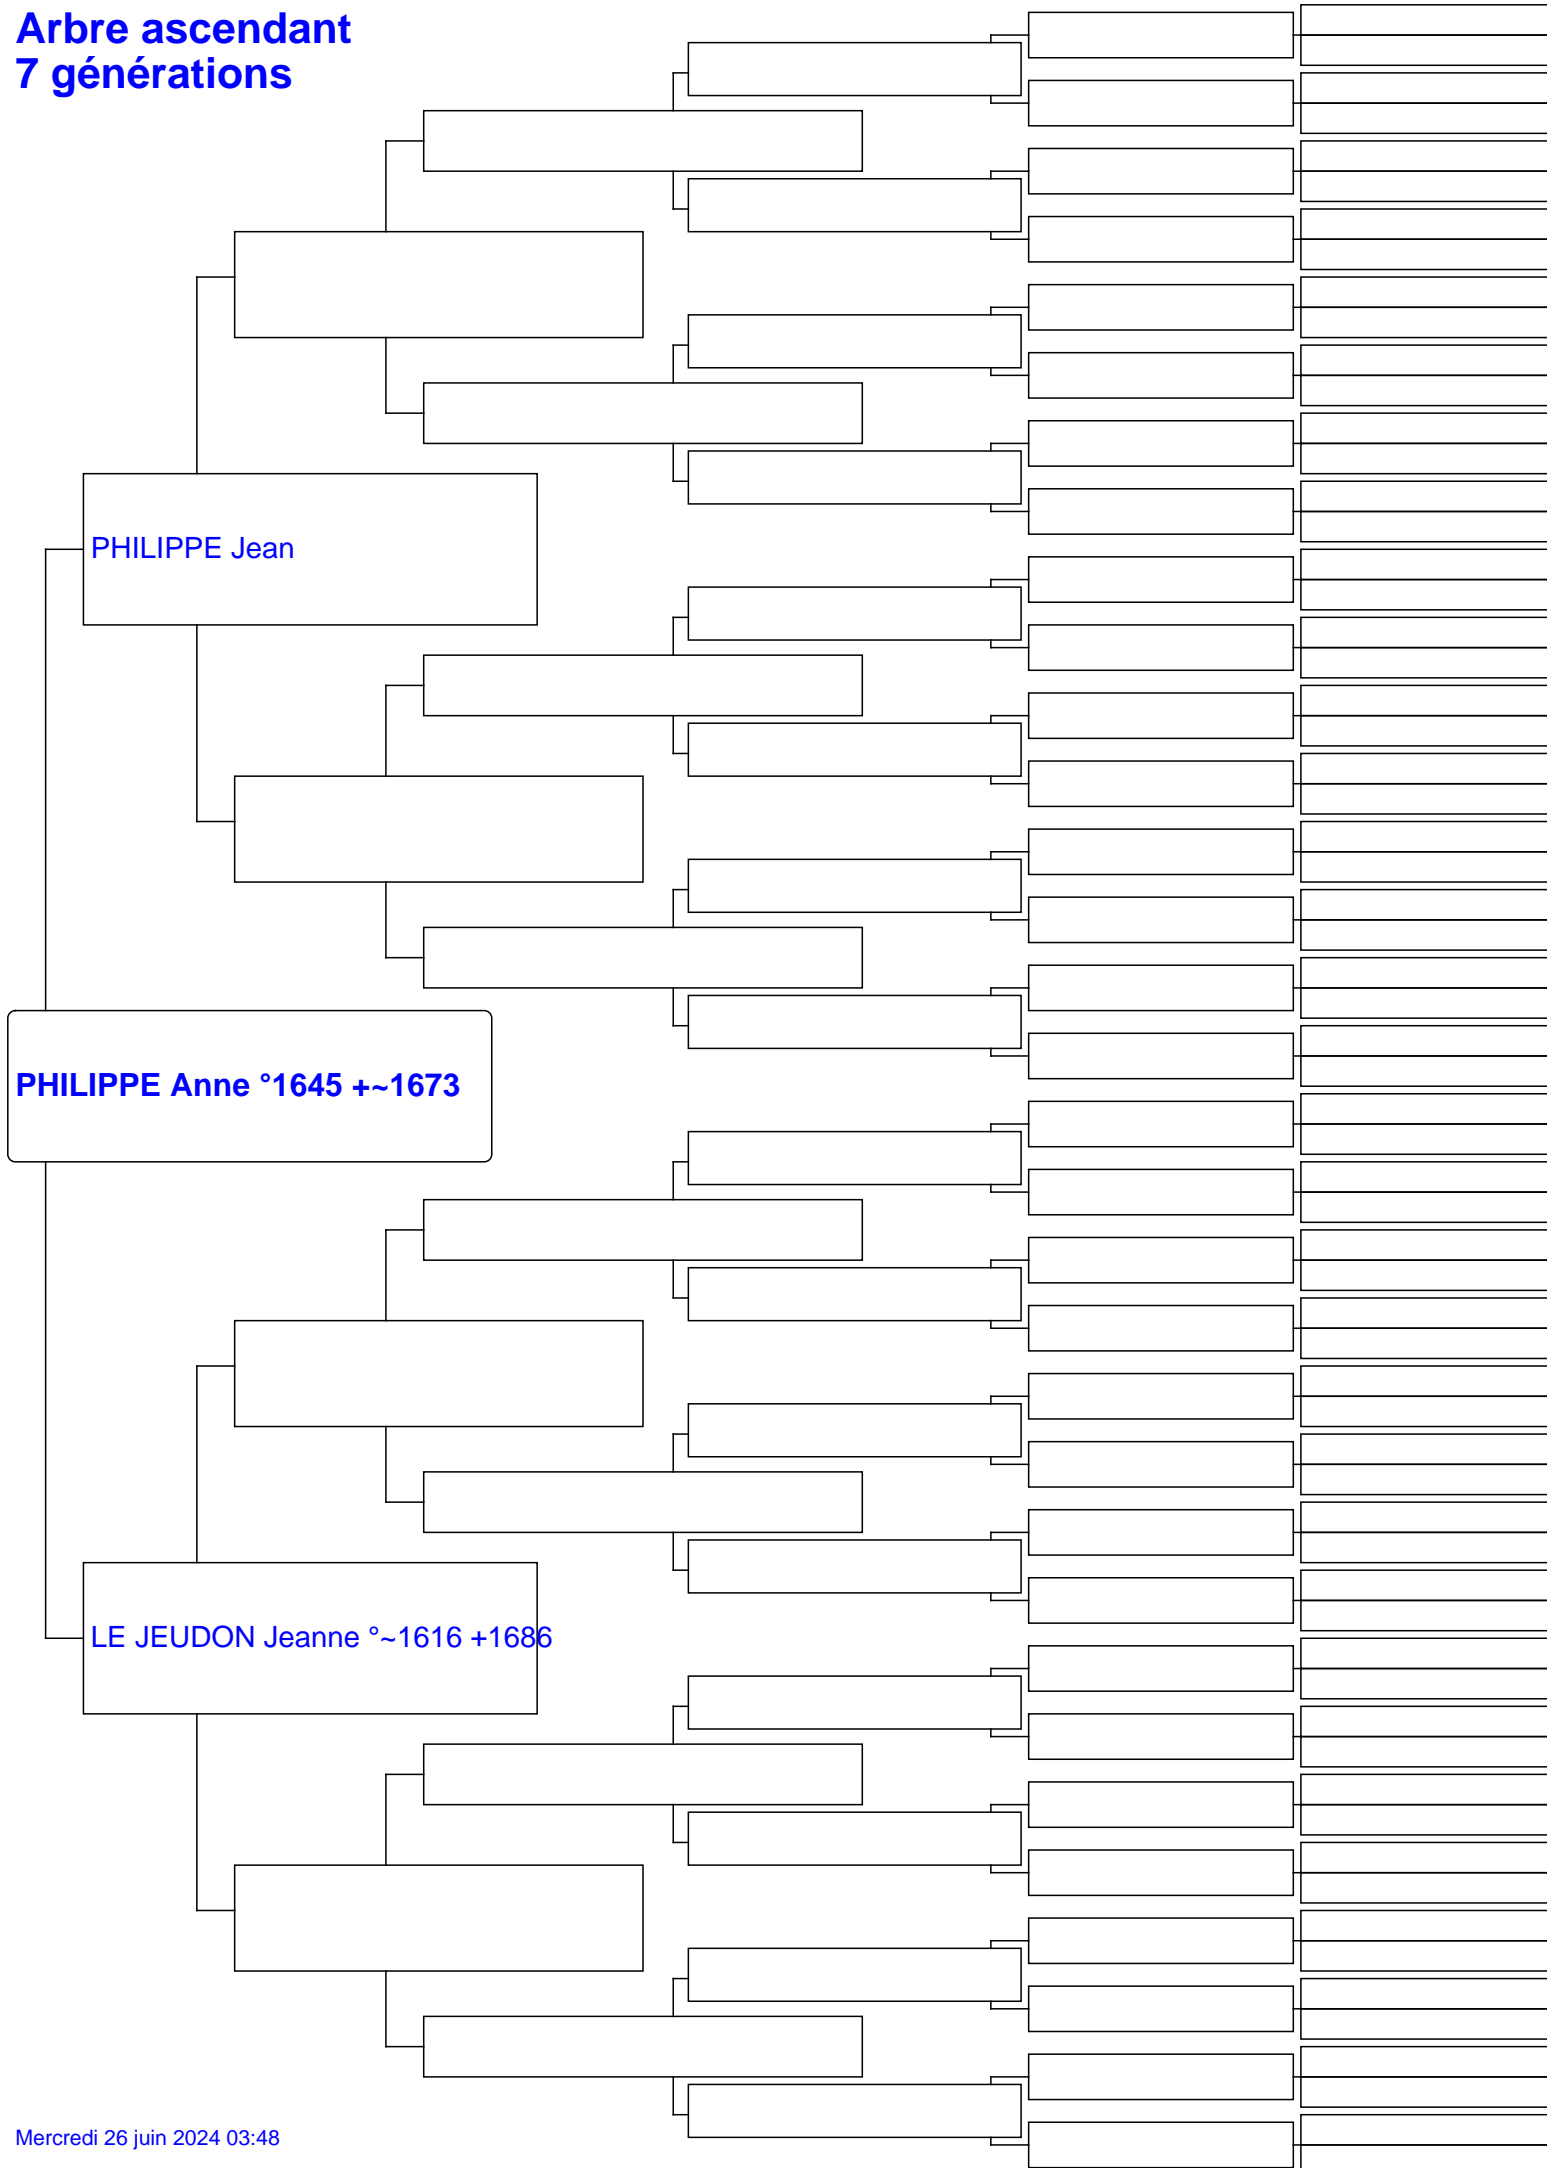 Arbre ascendant
7 générations
PHILIPPE Jean
PHILIPPE Anne °1645 +~1673
LE JEUDON Jeanne °~1616 +1686
Mercredi 26 juin 2024 03:48